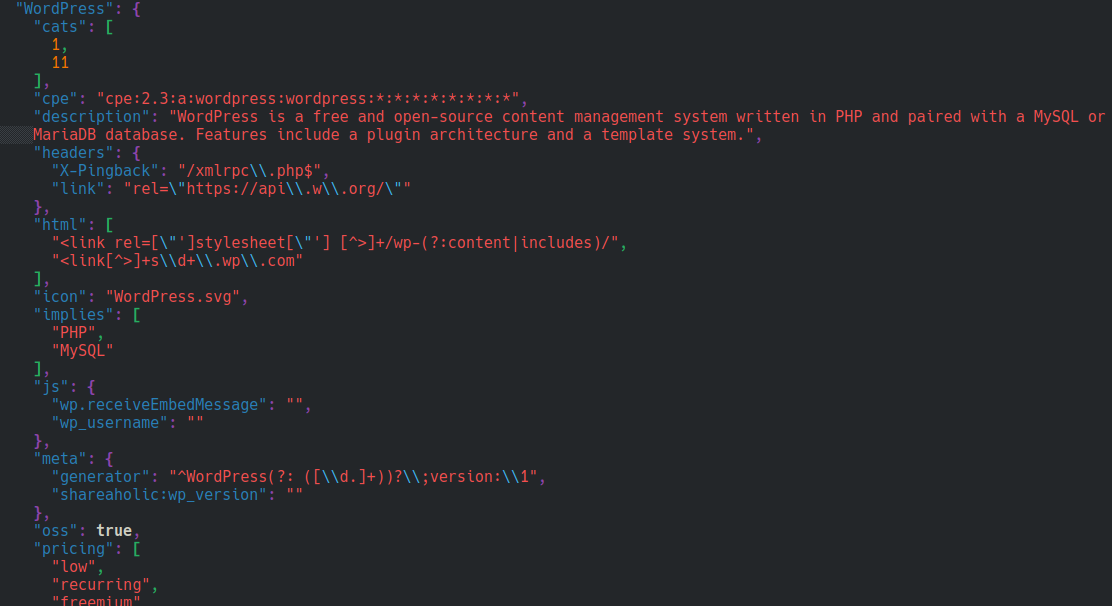 "WordPress": {
"cats": [
1,
11
],
"cpe": "cpe:2.3:a:wordpress:wordpress:*:*:*:*:*:*:*:*",
"description": "WordPress is a free and open-source content management system written in PHP and paired with a MySQL or
MariaDB database. Features include a plugin architecture and a template system.",
"headers": {
"X-Pingback": "/xmlrpc\\.php$",
"link": "rel=\"https://api\\.w\\.org/\""
},
"html": [
"<link rel=[\"']stylesheet[\"'] [^>]+/wp-(?:content|includes)/",
"<link[^>]+s\\d+\\.wp\\.com"
],
"icon": "WordPress.svg",
"implies": [
"PHP",
"MySQL"
],
"js": {
"wp.receiveEmbedMessage": "",
"wp_username": ""
},
"meta": {
"generator": "^WordPress(?: ([\\d.]+))?\\;version:\\1",
"shareaholic:wp_version": ""
},
"oss": true,
"pricing": [
"low",
"recurring",
"freemium"